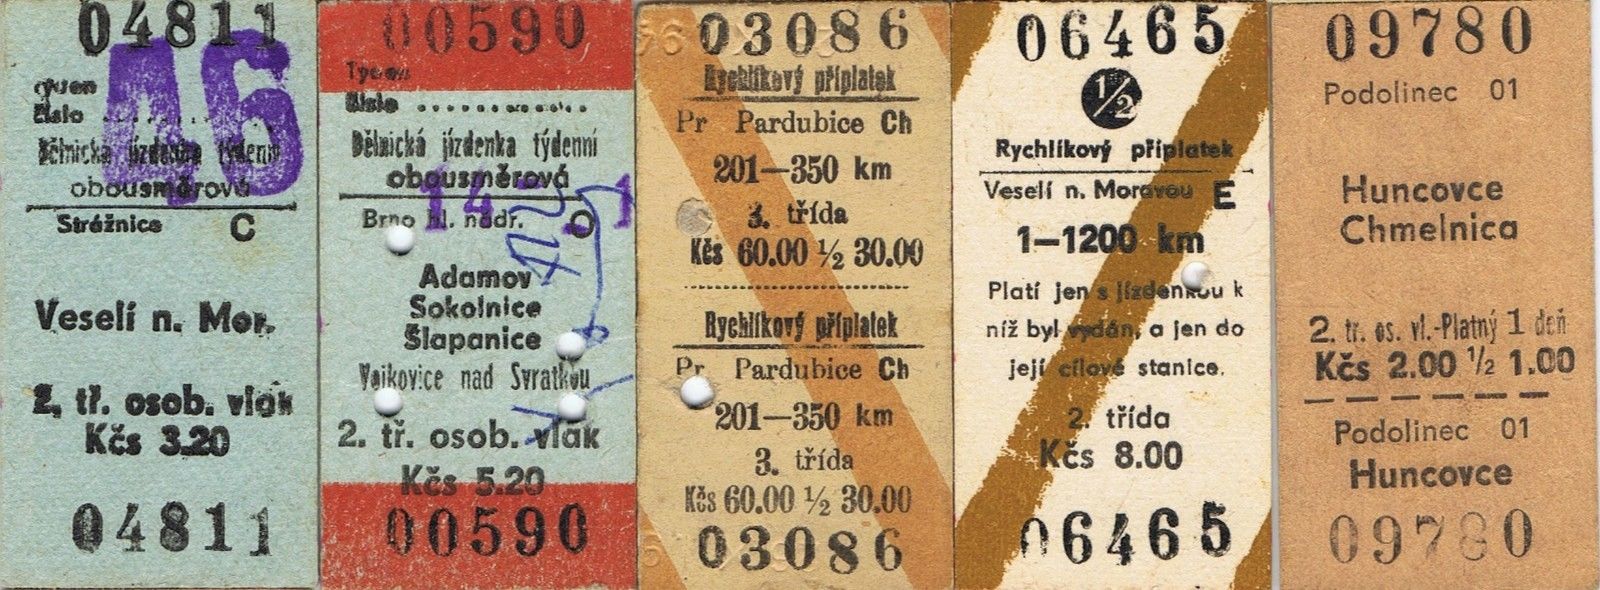 04811
46
týden
číslo ........
Dělnická jízdenka týdenní
obousměrová
Strážnice C
Veselí n. Mor.
2. tř. osob. vlak
Kčs 3.20
04811
00590
Týden
číslo ............
Dělnická jízdenka týdenní
obousměrová
Brno hl. nádr.
Adamov
Sokolnice
Šlapanice
Vojkovice nad Svratkou
2. tř. osob. vlak
Kčs 5.20
00590
03086
Rychlíkový příplatek
Pr Pardubice Ch
201—350 km
3. třída
Kčs 60.00 ½ 30.00
Rychlíkový příplatek
Pr Pardubice Ch
201—350 km
3. třída
Kčs 60.00 ½ 30.00
03086
06465
1/2
Rychlíkový příplatek
Veselí n. Moravou E
1—1200 km
Platí jen s jízdenkou k
níž byl vydán, a jen do
její cílové stanice.
2. třída
Kčs 8.00
06465
09780
Podolinec 01
Huncovce
Chmelnica
2. tr. os. vl.-Platný 1 deň
Kčs 2.00 ½ 1.00
Podolinec 01
Huncovce
09780